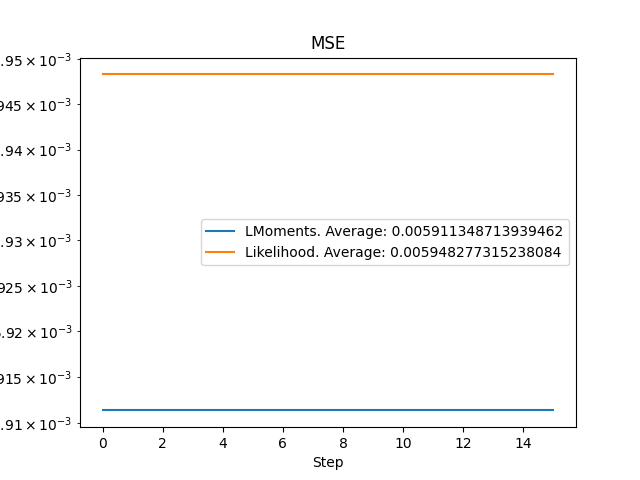 MSE
.95 × 10⁻³
945 × 10⁻³
.94 × 10⁻³
935 × 10⁻³
.93 × 10⁻³
925 × 10⁻³
.92 × 10⁻³
915 × 10⁻³
.91 × 10⁻³
LMoments. Average: 0.005911348713939462
Likelihood. Average: 0.005948277315238084
0 2 4 6 8 10 12 14
Step